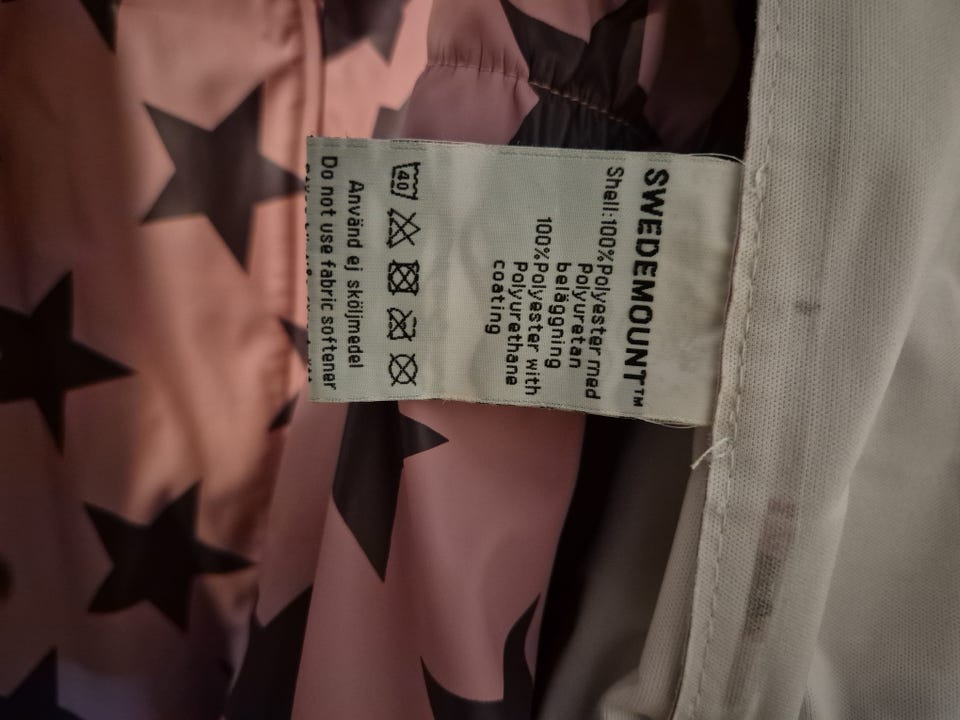 SWEDEMOUNT™
Shell:100%Polyester med
Polyuretan
beläggning
100%Polyester with
Polyurethane
coating
40
Använd ej sköljmedel
Do not use fabric softener